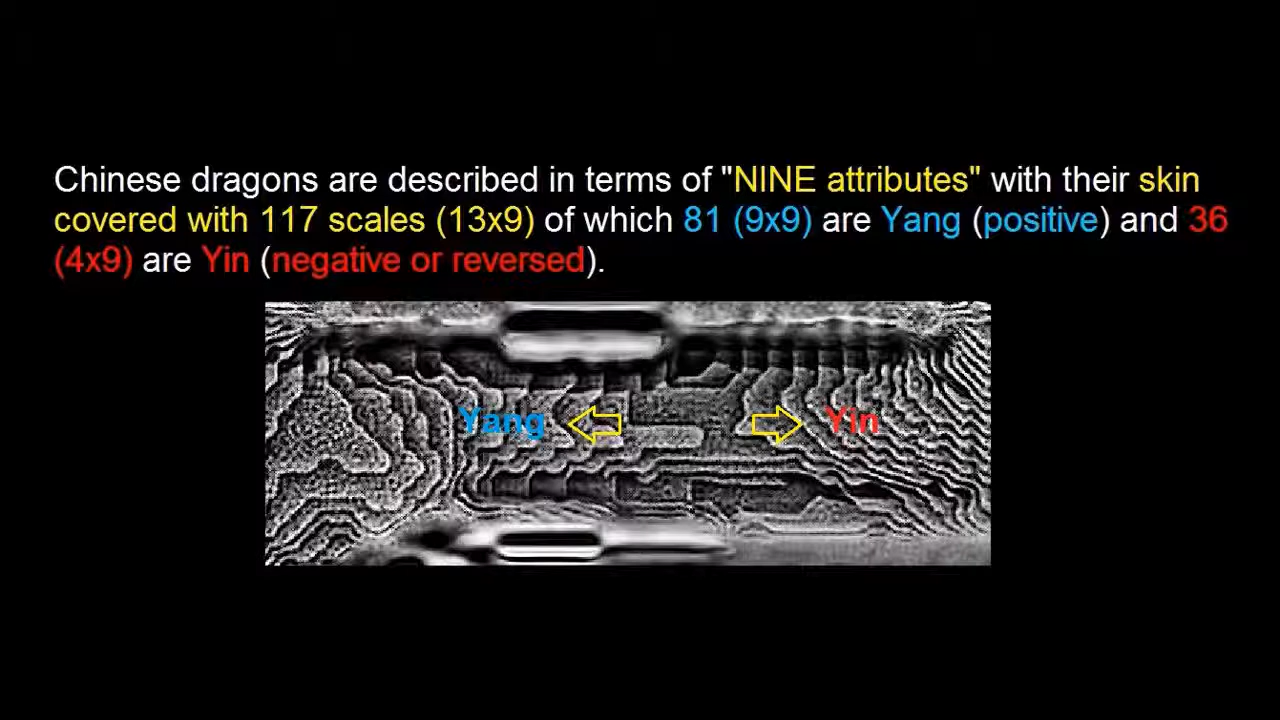 Chinese dragons are described in terms of "NINE attributes" with their skin
covered with 117 scales (13x9) of which 81 (9x9) are Yang (positive) and 36
(4x9) are Yin (negative or reversed).
Yang Yin